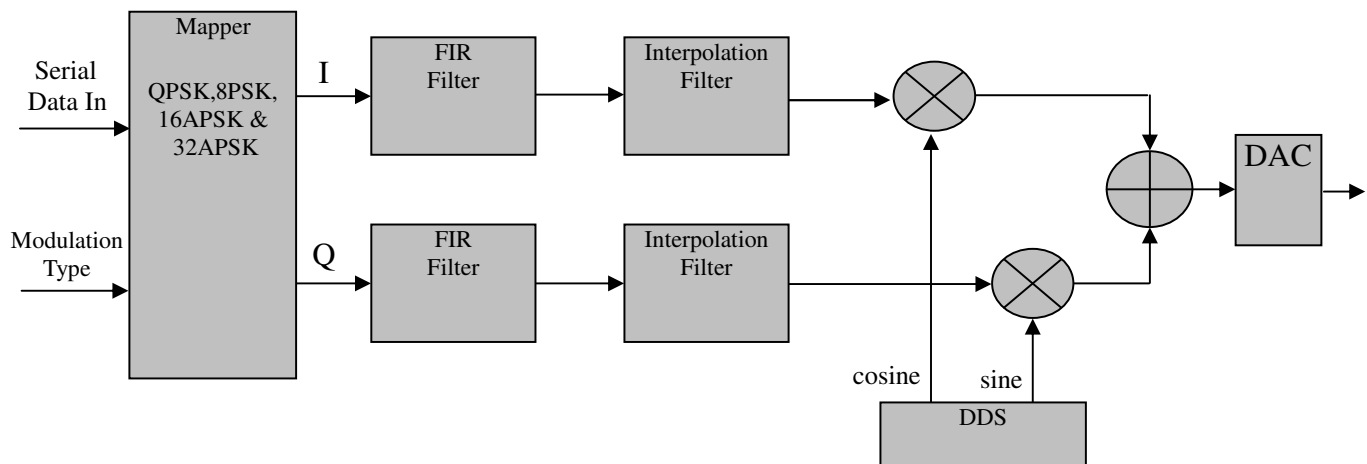 Mapper
QPSK,8PSK,
16APSK &
32APSK
Serial
Data In
Modulation
Type
I
Q
FIR
Filter
Interpolation
Filter
FIR
Filter
Interpolation
Filter
cosine
sine
DDS
DAC